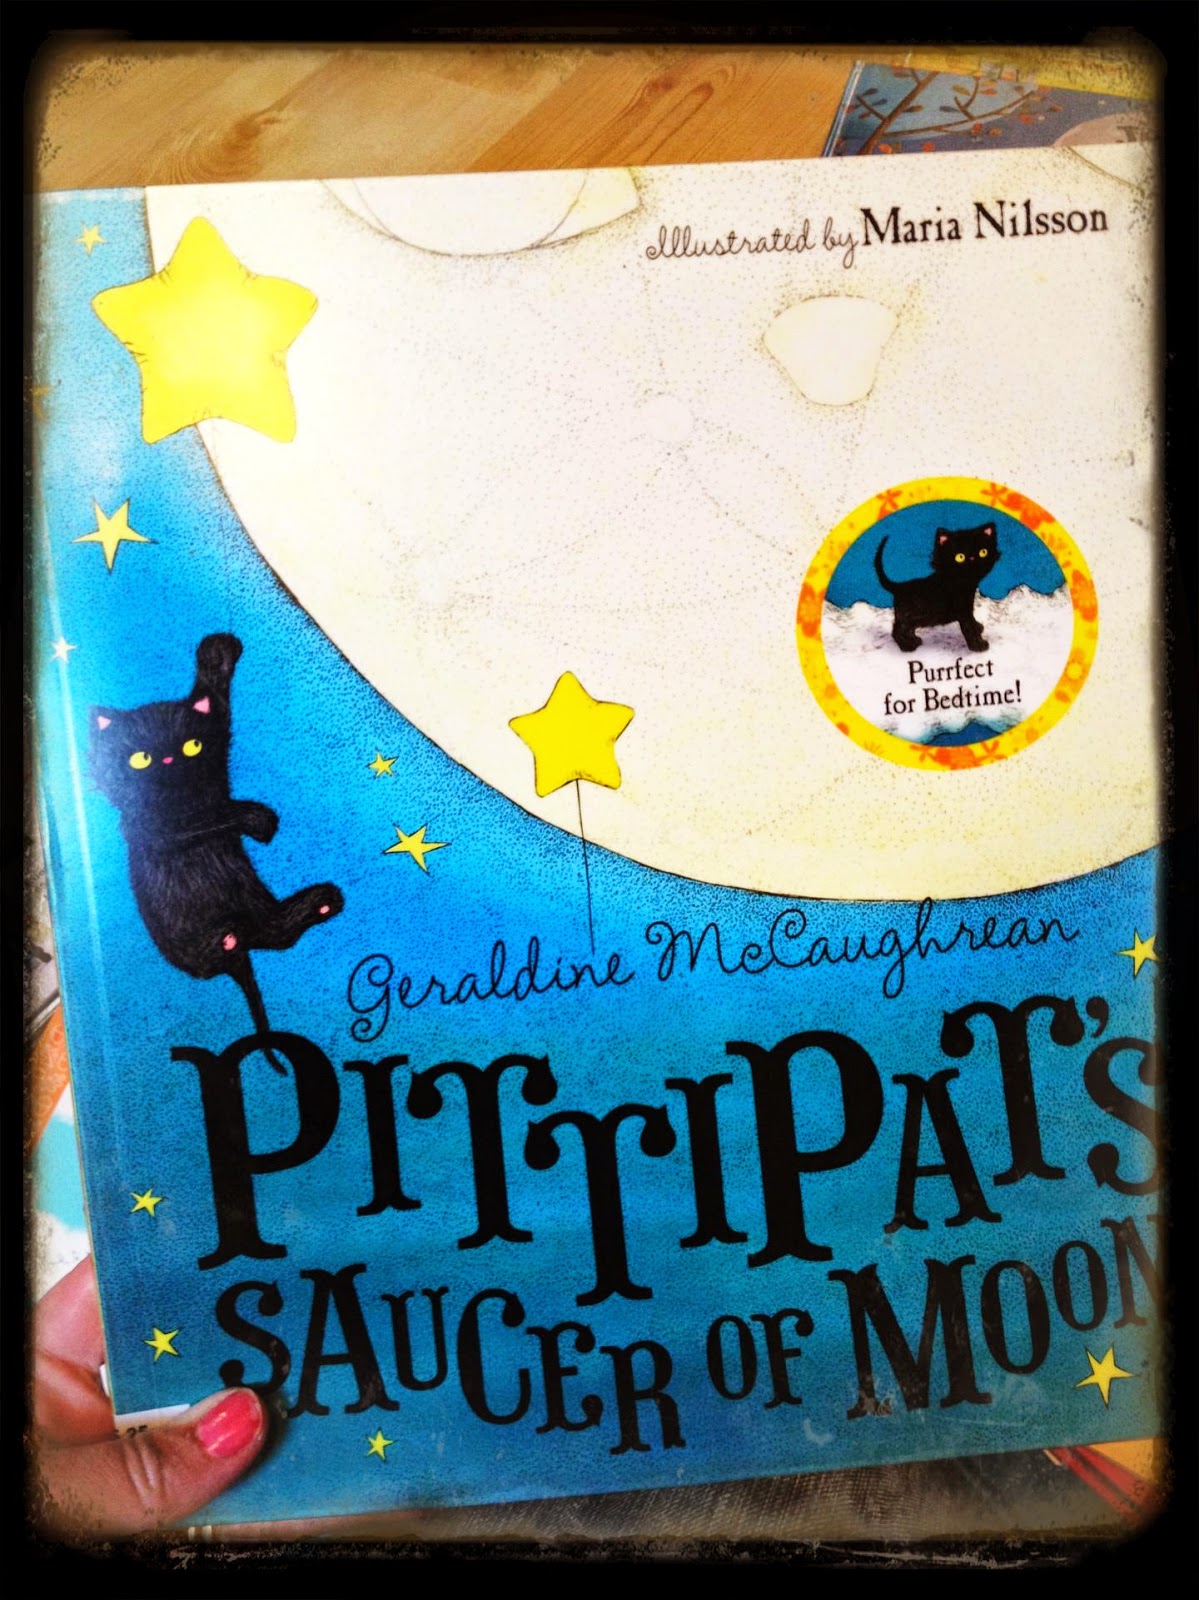 Illustrated by Maria Nilsson
Purrfect
for Bedtime!
Geraldine McCaughrean
PITTIPAT'S
SAUCER OF MOON